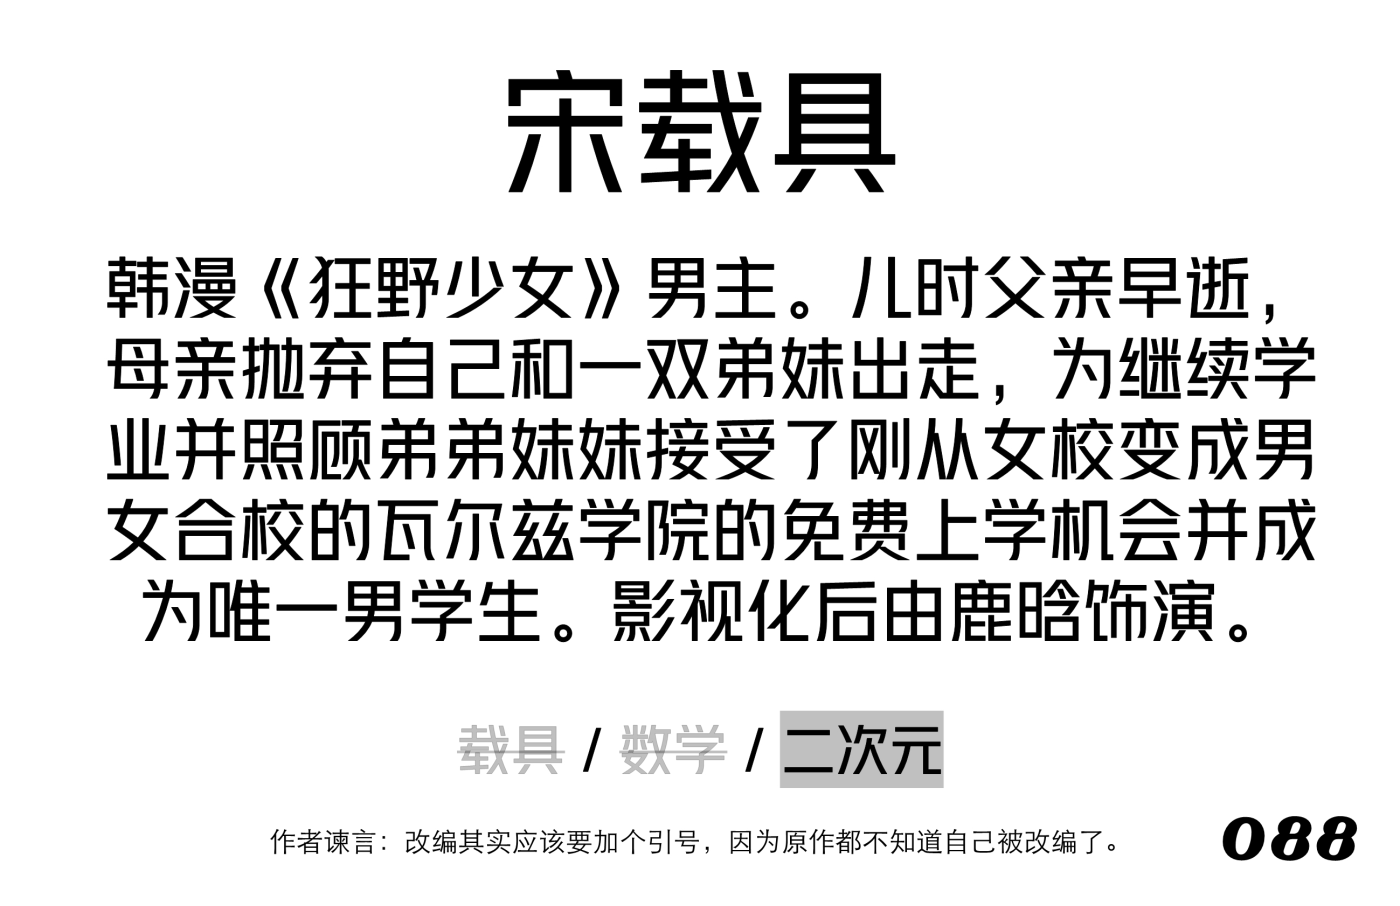 宋载具
韩漫《狂野少女》男主。儿时父亲早逝，
母亲抛弃自己和一双弟妹出走，为继续学
业并照顾弟弟妹妹接受了刚从女校变成男
女合校的瓦尔兹学院的免费上学机会并成
为唯一男学生。影视化后由鹿晗饰演。
载具 / 数学 / 二次元
作者谏言：改编其实应该要加个引号，因为原作都不知道自己被改编了。
088